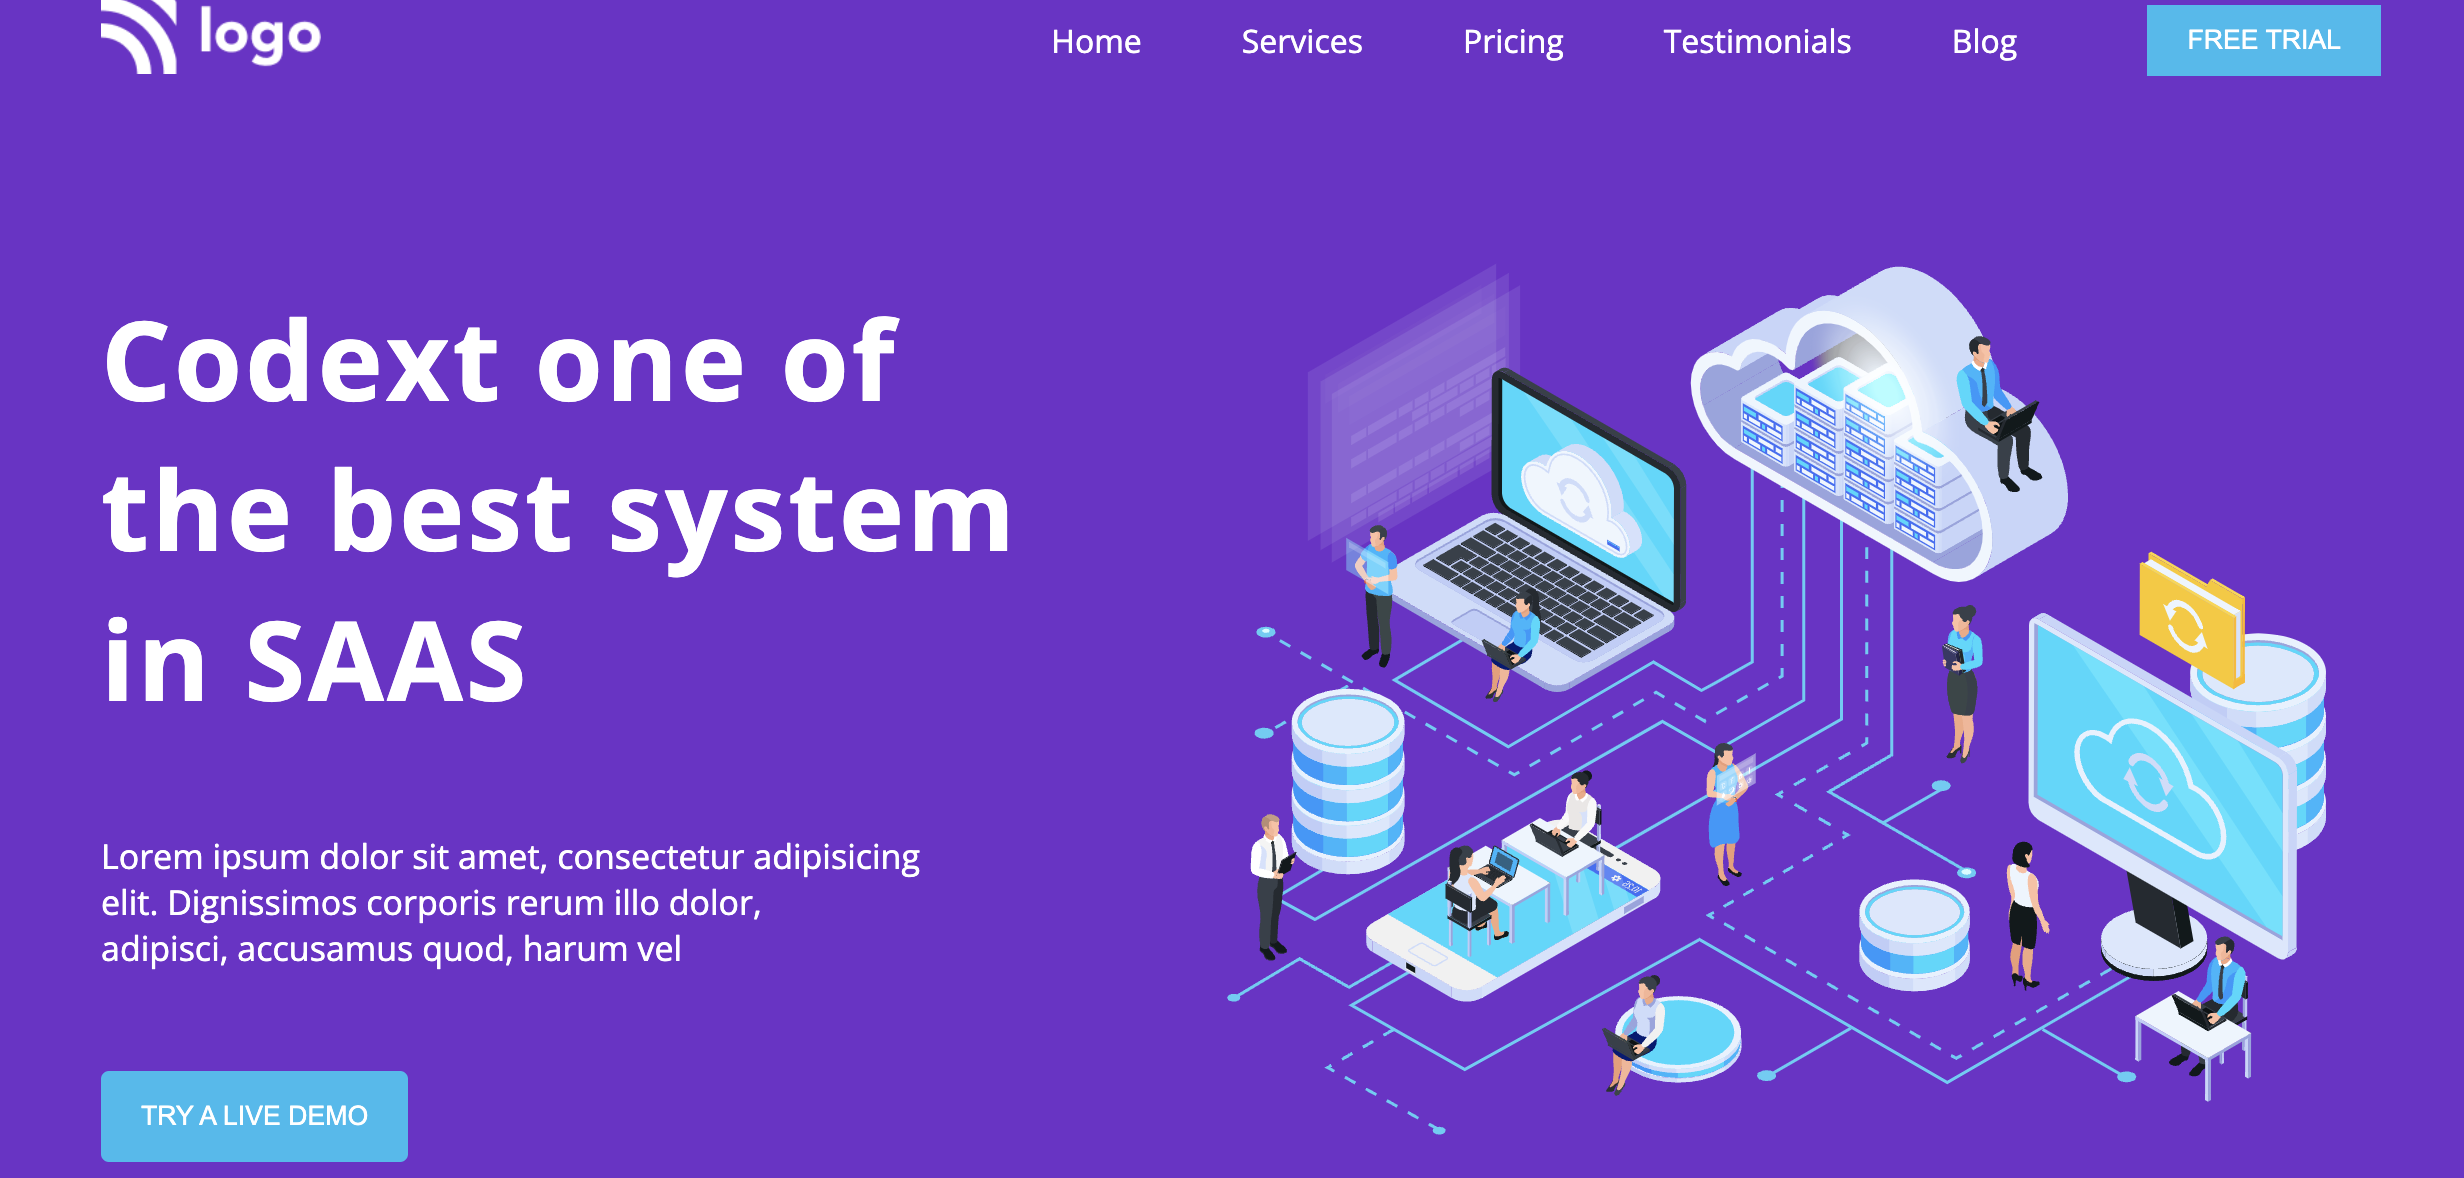 logo
Home Services Pricing Testimonials Blog FREE TRIAL
Codext one of
the best system
in SAAS
Lorem ipsum dolor sit amet, consectetur adipisicing
elit. Dignissimos corporis rerum illo dolor,
adipisci, accusamus quod, harum vel
TRY A LIVE DEMO